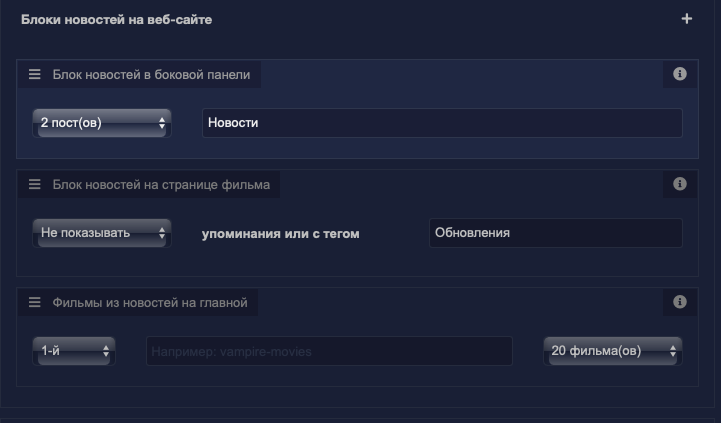 Блоки новостей на веб-сайте
Блок новостей в боковой панели
2 пост(ов) Новости
Блок новостей на странице фильма
Не показывать упоминания или с тегом Обновления
Фильмы из новостей на главной
1-й Например: vampire-movies 20 фильма(ов)